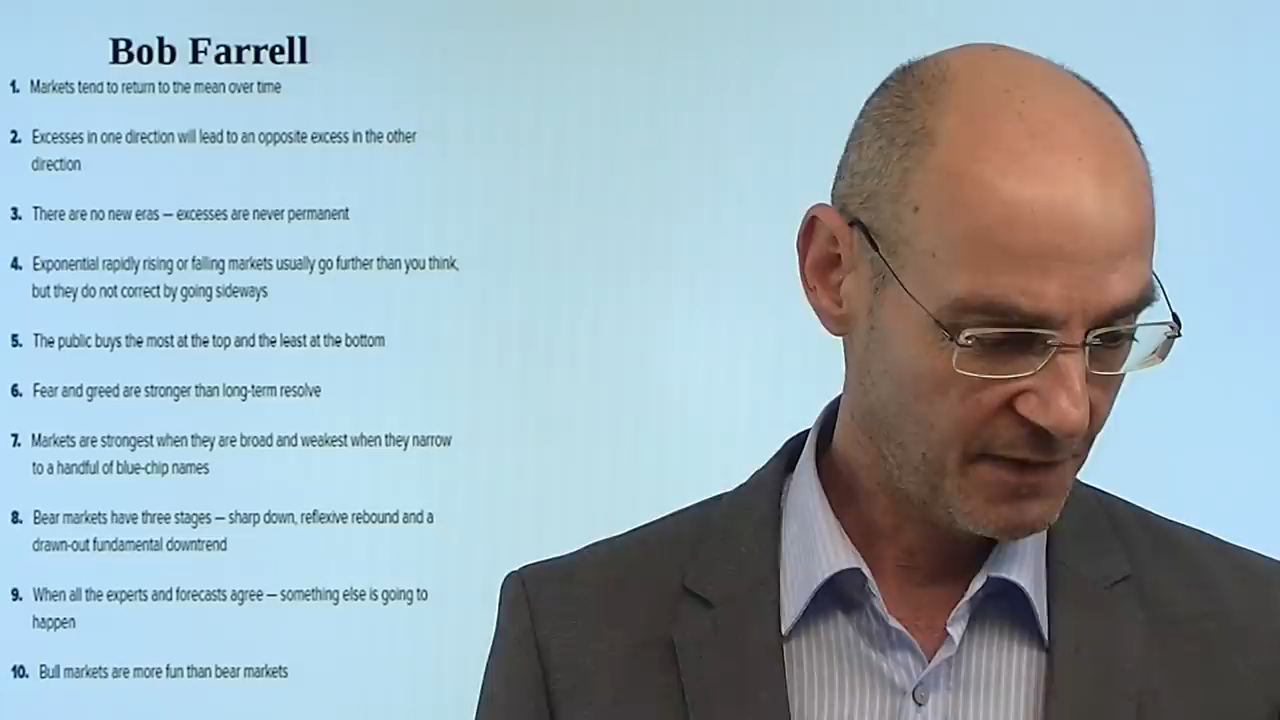 Bob Farrell
1. Markets tend to return to the mean over time
2. Excesses in one direction will lead to an opposite excess in the other
direction
3. There are no new eras – excesses are never permanent
4. Exponential rapidly rising or falling markets usually go further than you think,
but they do not correct by going sideways
5. The public buys the most at the top and the least at the bottom
6. Fear and greed are stronger than long-term resolve
7. Markets are strongest when they are broad and weakest when they narrow
to a handful of blue-chip names
8. Bear markets have three stages – sharp down, reflexive rebound and a
drawn-out fundamental downtrend
9. When all the experts and forecasts agree – something else is going to
happen
10. Bull markets are more fun than bear markets